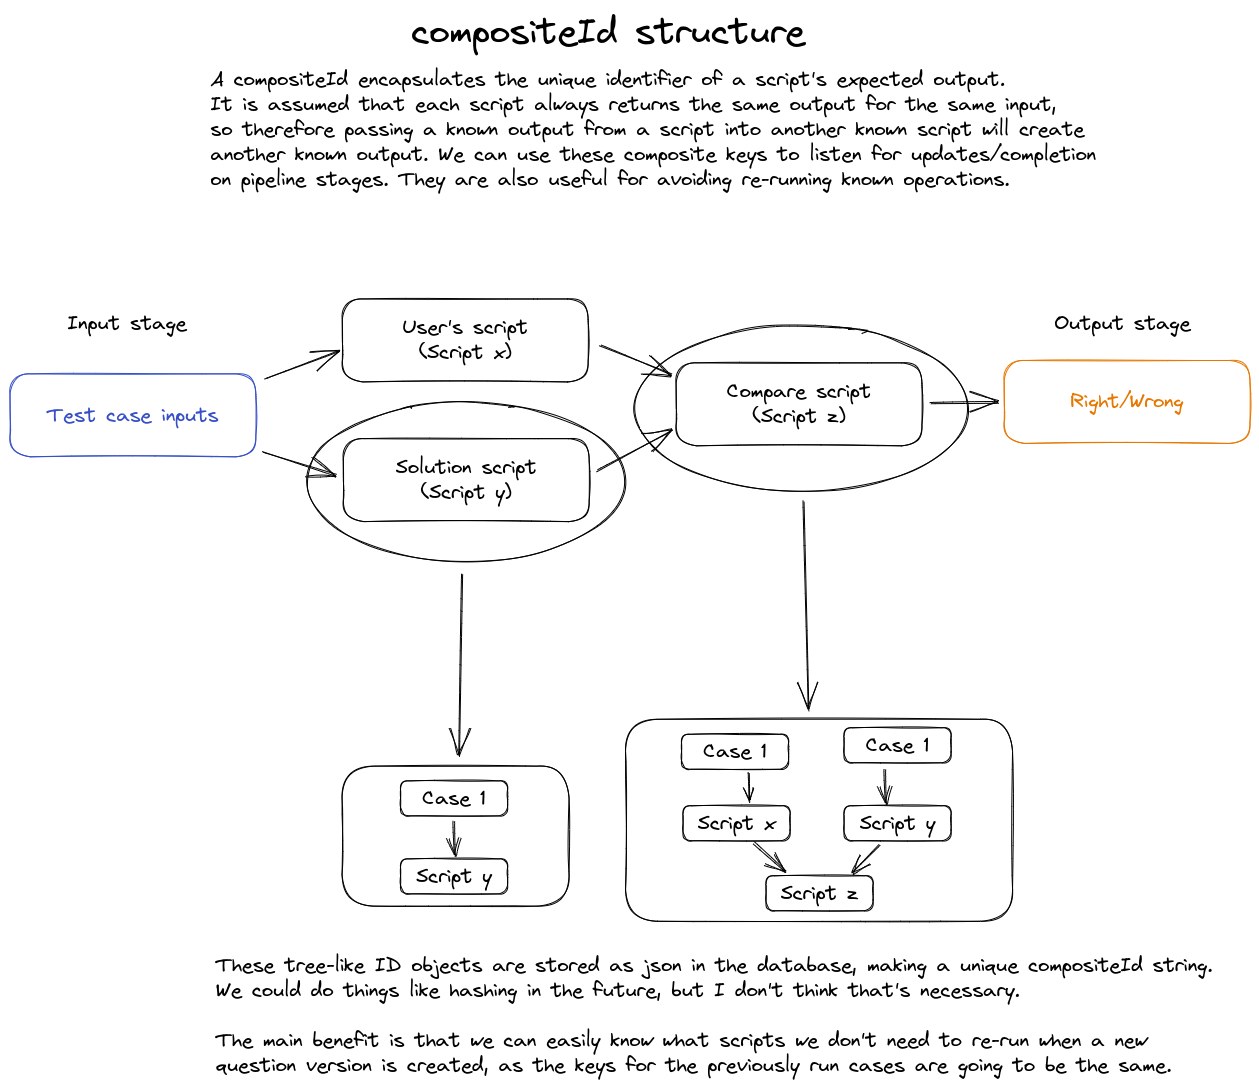 compositeId structure
A compositeId encapsulates the unique identifier of a script's expected output.
It is assumed that each script always returns the same output for the same input,
so therefore passing a known output from a script into another known script will create
another known output. We can use these composite keys to listen for updates/completion
on pipeline stages. They are also useful for avoiding re-running known operations.
Input stage
Test case inputs
User's script
(Script x)
Solution script
(Script y)
Compare script
(Script z)
Output stage
Right/Wrong
Case 1
Script y
Case 1
Case 1
Script x
Script y
Script z
These tree-like ID objects are stored as json in the database, making a unique compositeId string.
We could do things like hashing in the future, but I don't think that's necessary.
The main benefit is that we can easily know what scripts we don't need to re-run when a new
question version is created, as the keys for the previously run cases are going to be the same.